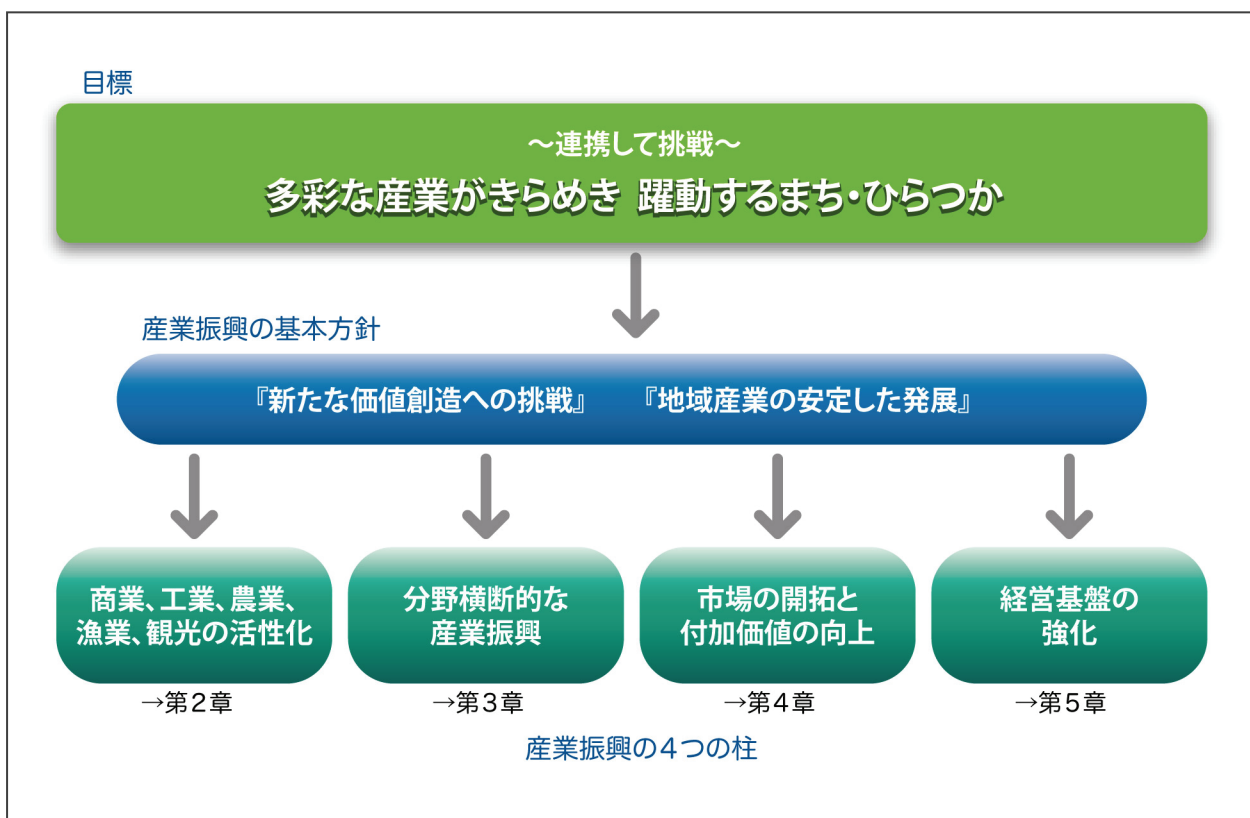 目標
～連携して挑戦～
多彩な産業がきらめき 躍動するまち・ひらつか
産業振興の基本方針
『新たな価値創造への挑戦』 『地域産業の安定した発展』
商業、工業、農業、
漁業、観光の活性化
→第2章
分野横断的な
産業振興
→第3章
市場の開拓と
付加価値の向上
→第4章
経営基盤の
強化
→第5章
産業振興の4つの柱